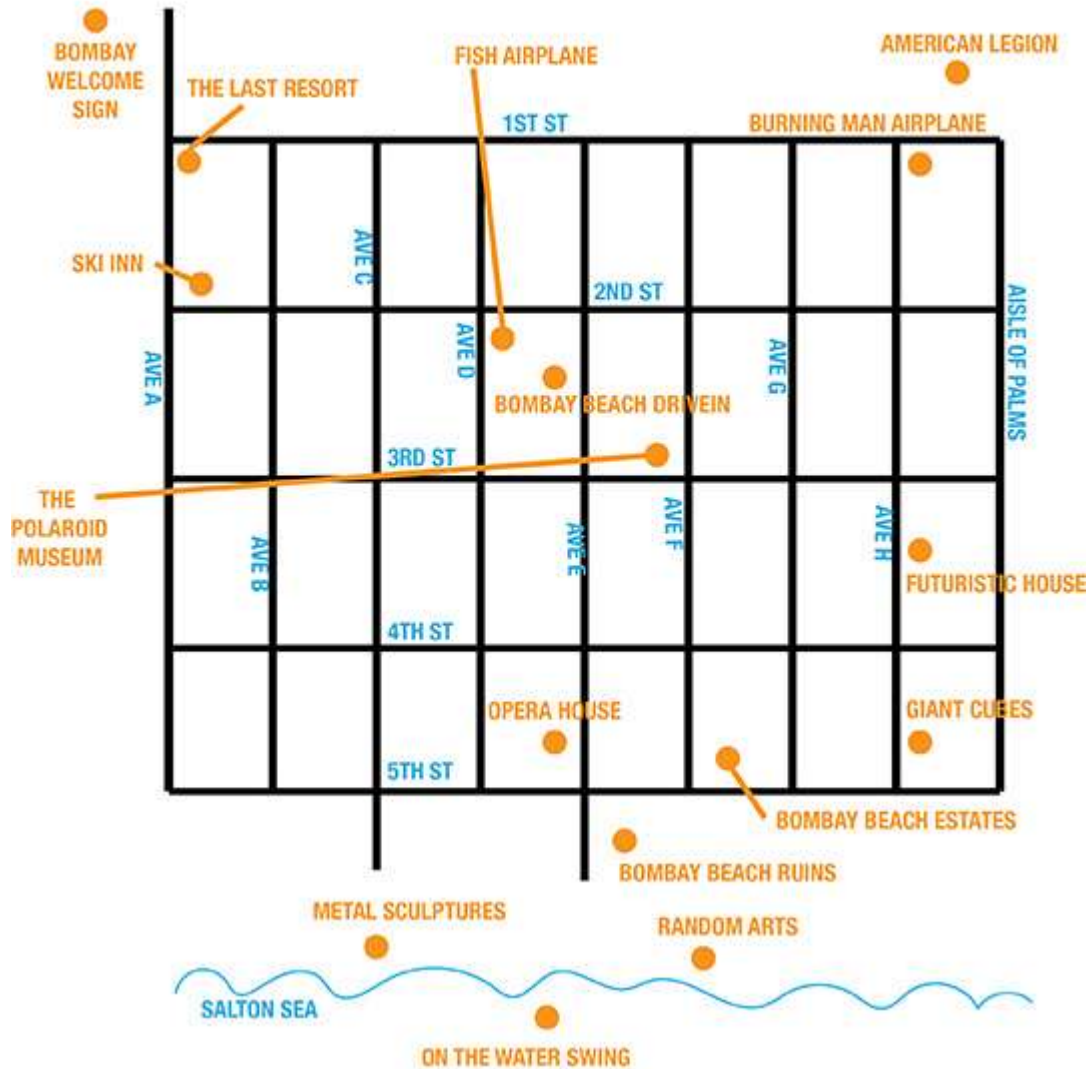 BOMBAY
WELCOME
SIGN
FISH AIRPLANE
AMERICAN LEGION
THE LAST RESORT
1ST ST
BURNING MAN AIRPLANE
SKI INN
AVE C
2ND ST
AISLE OF PALMS
AVE A
AVE D
AVE G
BOMBAY BEACH DRIVEIN
3RD ST
THE
POLAROID
MUSEUM
AVE B
AVE E
AVE F
AVE H
FUTURISTIC HOUSE
4TH ST
OPERA HOUSE
GIANT CUBES
5TH ST
BOMBAY BEACH ESTATES
BOMBAY BEACH RUINS
METAL SCULPTURES
RANDOM ARTS
SALTON SEA
ON THE WATER SWING